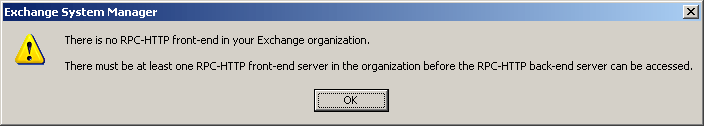 Exchange System Manager
There is no RPC-HTTP front-end in your Exchange organization.
There must be at least one RPC-HTTP front-end server in the organization before the RPC-HTTP back-end server can be accessed.
OK